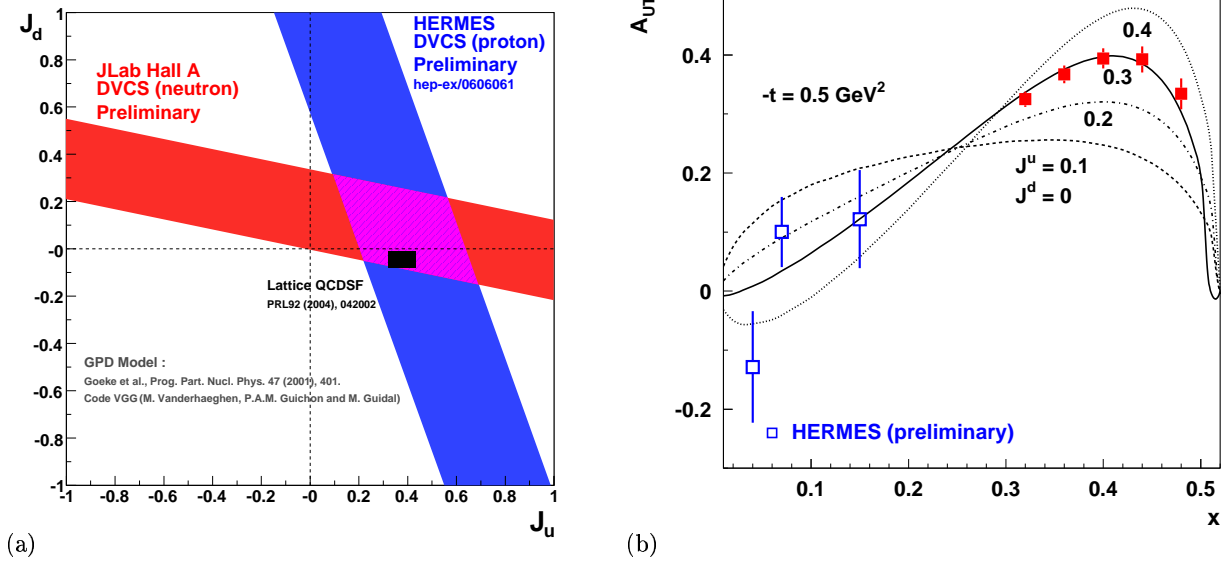 J_d
1
0.8
0.6
0.4
0.2
-0
-0.2
-0.4
-0.6
-0.8
-1
-1 -0.8 -0.6 -0.4 -0.2 -0 0.2 0.4 0.6 0.8 1
J_u
HERMES
DVCS (proton)
Preliminary
hep-ex/0606061
JLab Hall A
DVCS (neutron)
Preliminary
Lattice QCDSF
PRL92 (2004), 042002
GPD Model :
Goeke et al., Prog. Part. Nucl. Phys. 47 (2001), 401.
Code VGG (M. Vanderhaeghen, P.A.M. Guichon and M. Guidal)
(a)
A_UT
0.4
0.2
0
-0.2
-t = 0.5 GeV²
0.4
0.3
0.2
J^u = 0.1
J^d = 0
HERMES (preliminary)
0.1 0.2 0.3 0.4 0.5
x
(b)